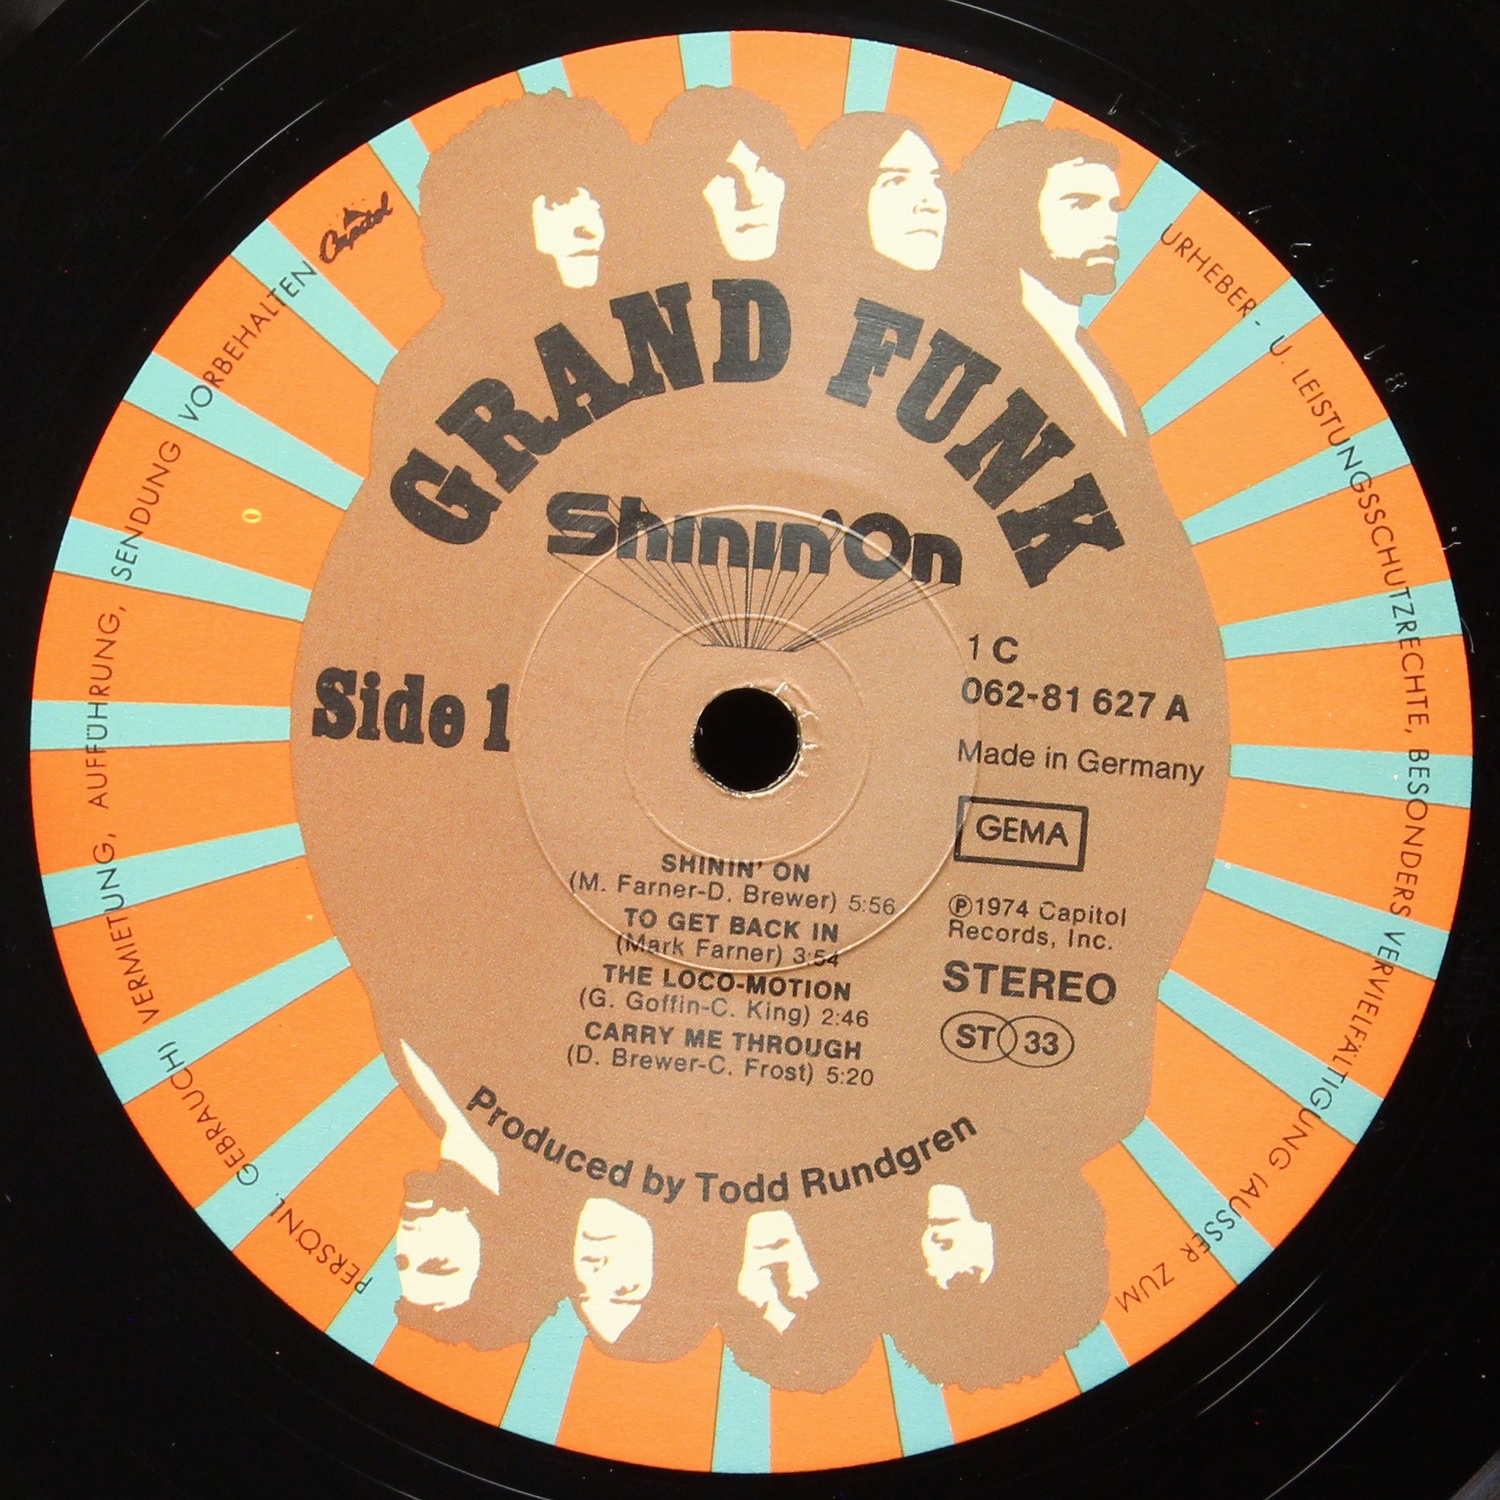 Capitol
GRAND FUNK
Shinin' On
Side 1
1 C
062-81 627 A
Made in Germany
GEMA
Ⓟ1974 Capitol
Records, Inc.
STEREO
ST 33
SHININ' ON
(M. Farner-D. Brewer) 5:56
TO GET BACK IN
(Mark Farner) 3:54
THE LOCO-MOTION
(G. Goffin-C. King) 2:46
CARRY ME THROUGH
(D. Brewer-C. Frost) 5:20
Produced by Todd Rundgren
URHEBER- U. LEISTUNGSSCHUTZRECHTE, BESONDERS VERVIELFÄLTIGUNG (AUSSER ZUM PERSÖNL. GEBRAUCH) VERMIETUNG, AUFFÜHRUNG, SENDUNG VORBEHALTEN